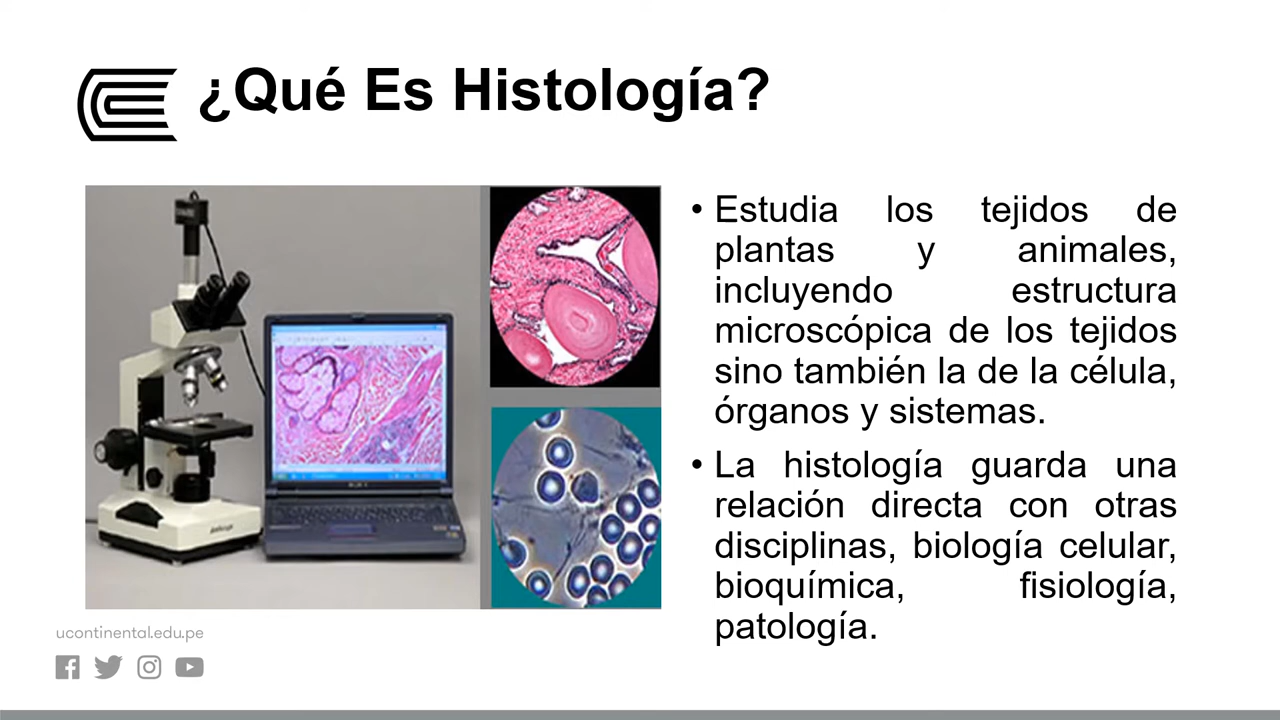 ¿Qué Es Histología?
• Estudia los tejidos de
plantas y animales,
incluyendo estructura
microscópica de los tejidos
sino también la de la célula,
órganos y sistemas.
• La histología guarda una
relación directa con otras
disciplinas, biología celular,
bioquímica, fisiología,
patología.
ucontinental.edu.pe